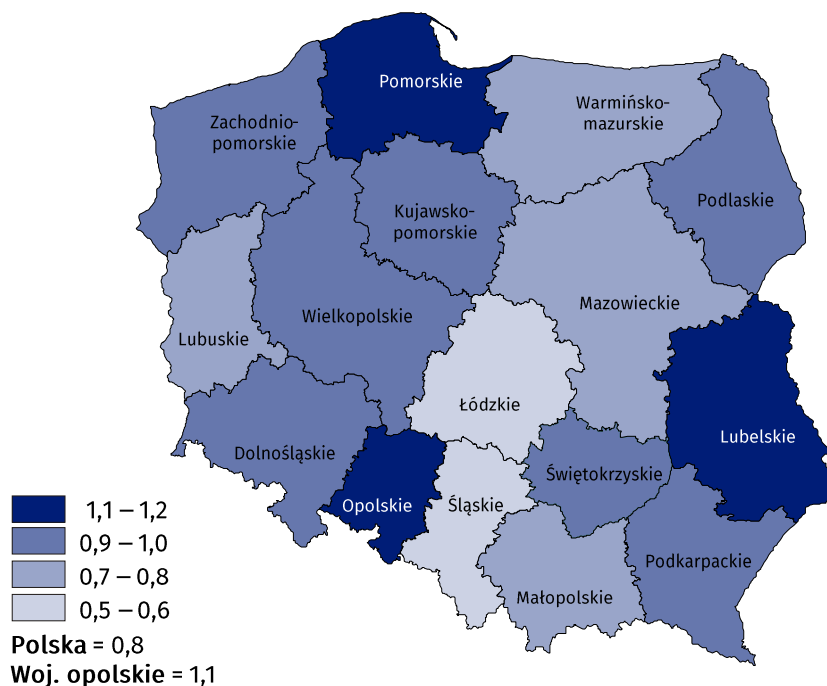 Pomorskie
Zachodnio-
pomorskie
Warmińsko-
mazurskie
Podlaskie
Kujawsko-
pomorskie
Wielkopolskie
Mazowieckie
Lubuskie
Łódzkie
Lubelskie
Dolnośląskie
Świętokrzyskie
Opolskie
Śląskie
Podkarpackie
Małopolskie
1,1 – 1,2
0,9 – 1,0
0,7 – 0,8
0,5 – 0,6
Polska = 0,8
Woj. opolskie = 1,1